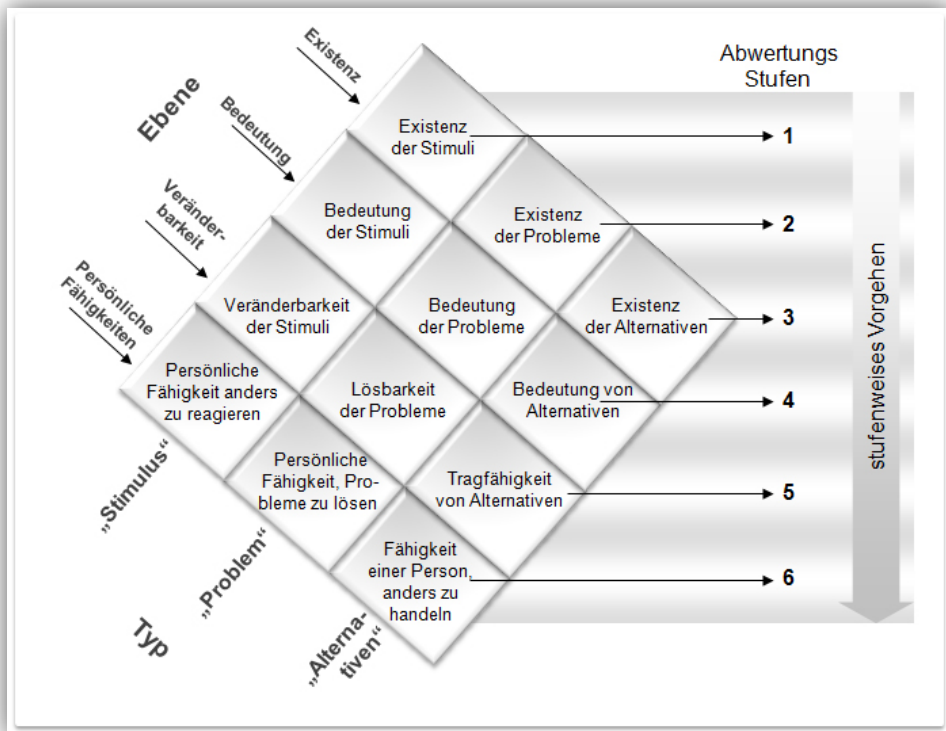 Abwertungs
Stufen
Ebene
Existenz
Bedeutung
Veränder-
barkeit
Persönliche
Fähigkeiten
Existenz
der Stimuli
1
Bedeutung
der Stimuli
Existenz
der Probleme
2
Veränderbarkeit
der Stimuli
Bedeutung
der Probleme
Existenz
der Alternativen
3
Persönliche
Fähigkeit anders
zu reagieren
Lösbarkeit
der Probleme
Bedeutung von
Alternativen
4
Persönliche
Fähigkeit, Pro-
bleme zu lösen
Tragfähigkeit
von Alternativen
5
Fähigkeit
einer Person,
anders zu
handeln
6
„Stimulus“
„Problem“
„Alterna-
tiven“
Typ
stufenweises Vorgehen